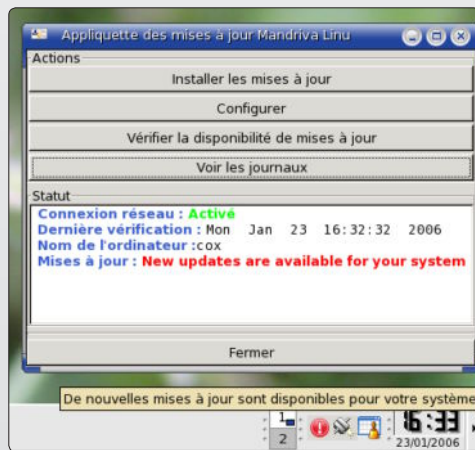 Appliquette des mises à jour Mandriva Linu
Actions
Installer les mises à jour
Configurer
Vérifier la disponibilité de mises à jour
Voir les journaux
Statut
Connexion réseau : Activé
Dernière vérification : Mon Jan 23 16:32:32 2006
Nom de l'ordinateur :cox
Mises à jour : New updates are available for your system
Fermer
De nouvelles mises à jour sont disponibles pour votre système
1
2
16:33
23/01/2006